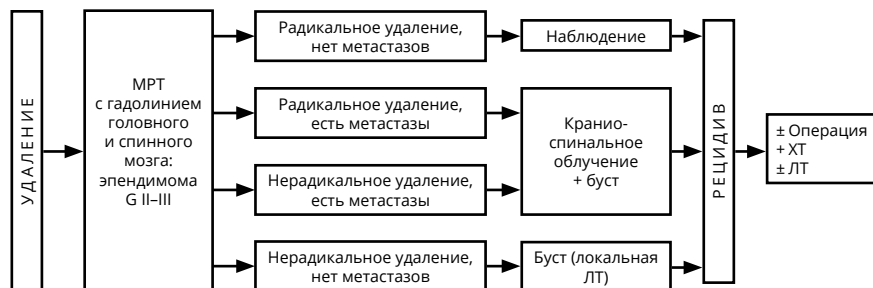 УДАЛЕНИЕ
МРТ
с гадолинием
головного
и спинного
мозга:
эпендимома
G II–III
Радикальное удаление,
нет метастазов
Наблюдение
Радикальное удаление,
есть метастазы
Нерадикальное удаление,
есть метастазы
Кранио-
спинальное
облучение
+ буст
Нерадикальное удаление,
нет метастазов
Буст (локальная
ЛТ)
РЕЦИДИВ
± Операция
+ ХТ
± ЛТ